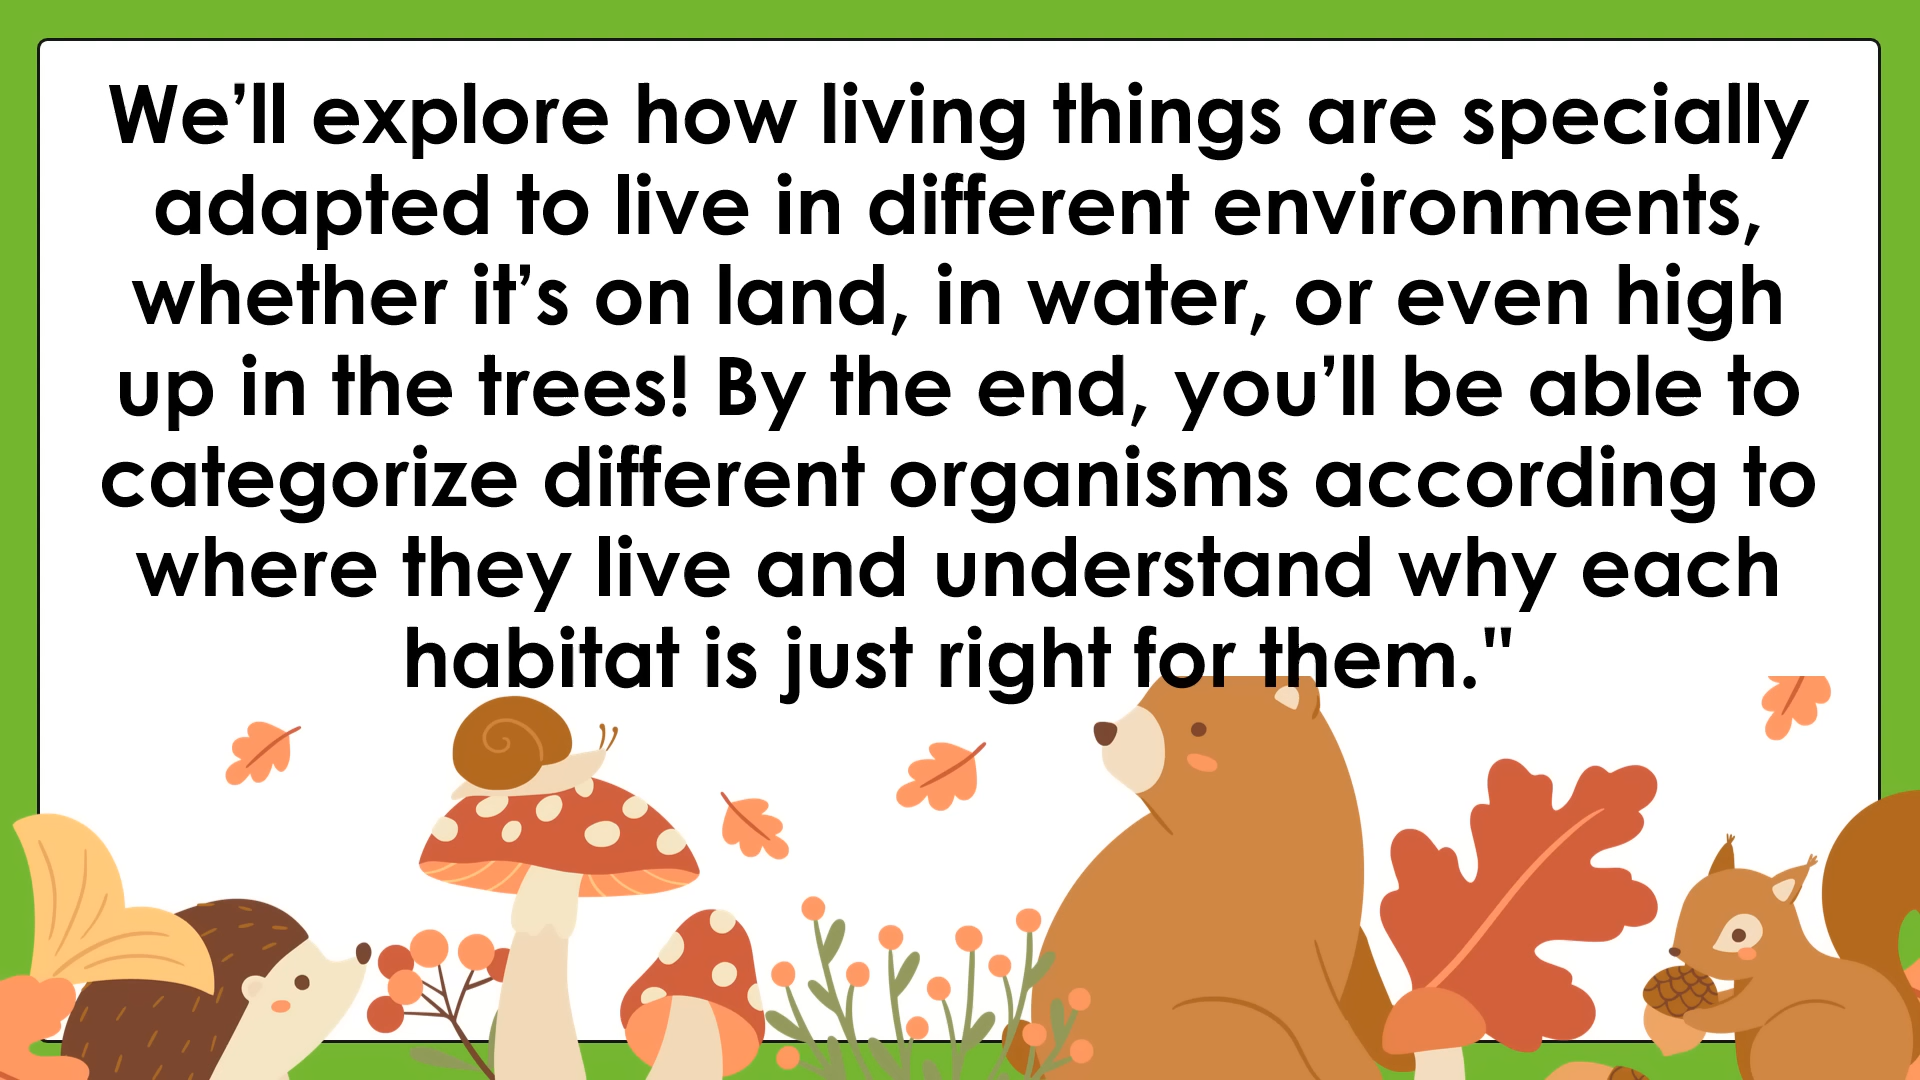 We’ll explore how living things are specially
adapted to live in different environments,
whether it’s on land, in water, or even high
up in the trees! By the end, you’ll be able to
categorize different organisms according to
where they live and understand why each
habitat is just right for them."